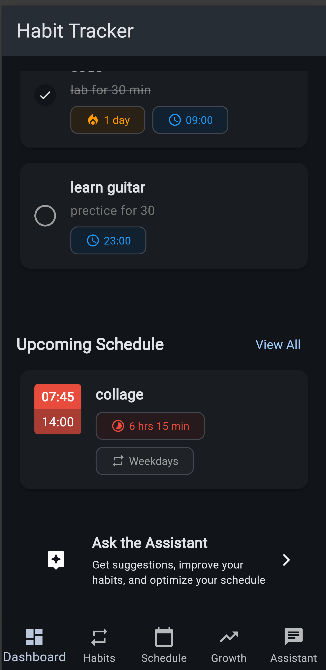 Habit Tracker
lab for 30 min
1 day
09:00
learn guitar
prectice for 30
23:00
Upcoming Schedule
View All
07:45
14:00
collage
6 hrs 15 min
Weekdays
Ask the Assistant
Get suggestions, improve your
habits, and optimize your schedule
Dashboard
Habits
Schedule
Growth
Assistant